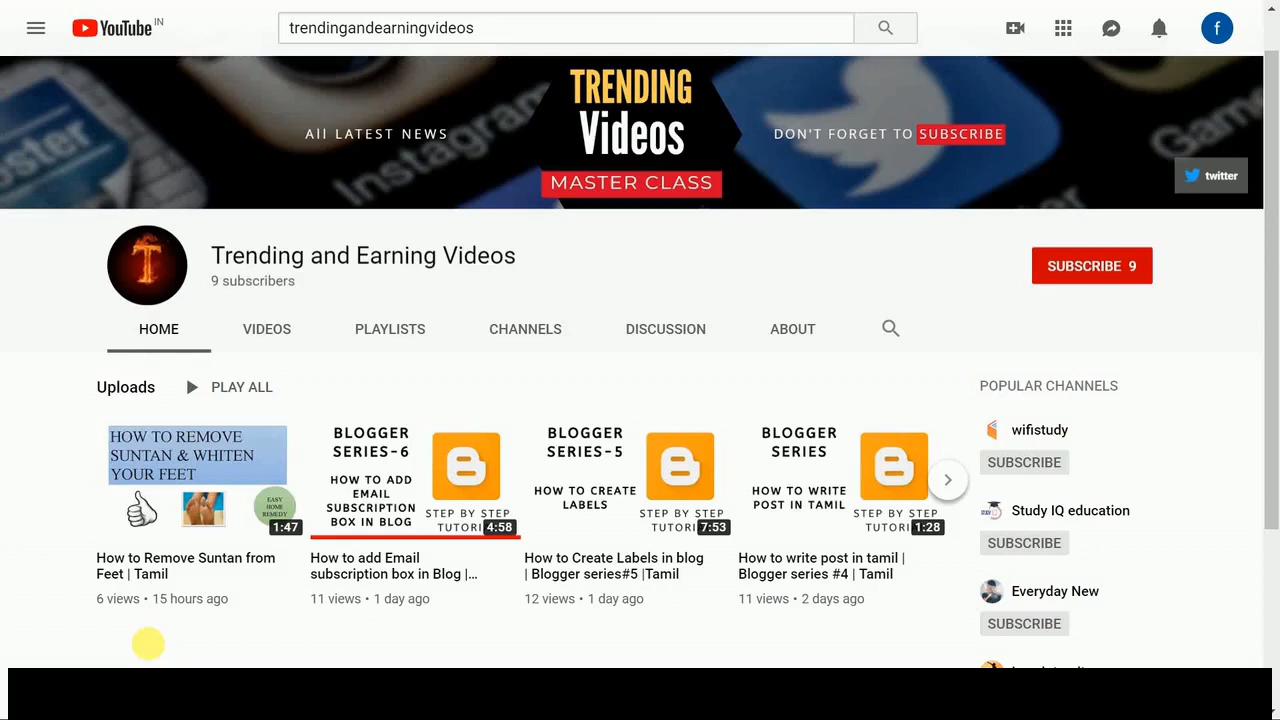 YouTube IN
trendingandearningvideos
f
TRENDING
Videos
MASTER CLASS
All LATEST NEWS
DON'T FORGET TO SUBSCRIBE
Instagram
twitter
T
Trending and Earning Videos
9 subscribers
SUBSCRIBE 9
HOME VIDEOS PLAYLISTS CHANNELS DISCUSSION ABOUT
Uploads PLAY ALL
HOW TO REMOVE
SUNTAN & WHITEN
YOUR FEET
EASY
HOME
REMEDY
1:47
How to Remove Suntan from
Feet | Tamil
6 views • 15 hours ago
BLOGGER
SERIES-6
HOW TO ADD
EMAIL
SUBSCRIPTION
BOX IN BLOG
STEP BY STEP
TUTORI
4:58
How to add Email
subscription box in Blog |...
11 views • 1 day ago
BLOGGER
SERIES-5
HOW TO CREATE
LABELS
STEP BY STEP
TUTORI
7:53
How to Create Labels in blog
| Blogger series#5 |Tamil
12 views • 1 day ago
BLOGGER
SERIES
HOW TO WRITE
POST IN TAMIL
STEP BY STEP
TUTORI
1:28
How to write post in tamil |
Blogger series #4 | Tamil
11 views • 2 days ago
POPULAR CHANNELS
wifistudy
SUBSCRIBE
Study IQ education
SUBSCRIBE
Everyday New
SUBSCRIBE